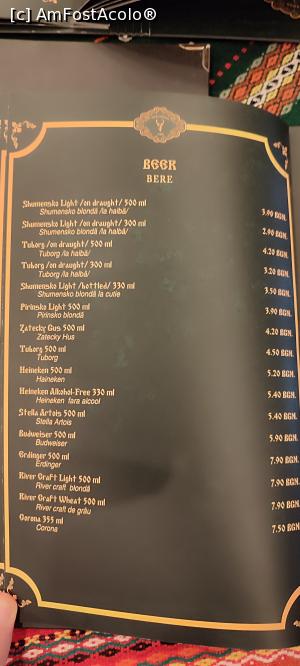 [c] AmFostAcolo®
BEER
BERE
Shumensko Light /on draught/ 500 ml 3.90 BGN.
Shumensko blondă /la halbă/
Shumensko Light /on draught/ 300 ml 2.90 BGN.
Shumensko blondă /la halbă/
Tuborg /on draught/ 500 ml 4.20 BGN.
Tuborg /la halbă/
Tuborg /on draught/ 300 ml 3.20 BGN.
Tuborg /la halbă/
Shumensko Light /bottled/ 330 ml 3.50 BGN.
Shumensko blondă la cutie
Pirinsko Light 500 ml 3.90 BGN.
Pirinsko blondă
Zatecky Gus 500 ml 4.20 BGN.
Zatecky Hus
Tuborg 500 ml 4.50 BGN.
Tuborg
Heineken 500 ml 5.20 BGN.
Haineken
Heineken Alkohol-Free 330 ml 5.40 BGN.
Heineken fara alcool
Stella Artois 500 ml 5.40 BGN.
Stella Artois
Budweiser 500 ml 5.90 BGN.
Budweiser
Erdinger 500 ml 7.90 BGN.
Erdinger
River Craft Light 500 ml 7.90 BGN.
River craft blondă
River Craft Wheat 500 ml 7.90 BGN.
River craft de grâu
Corona 355 ml 7.50 BGN.
Corona